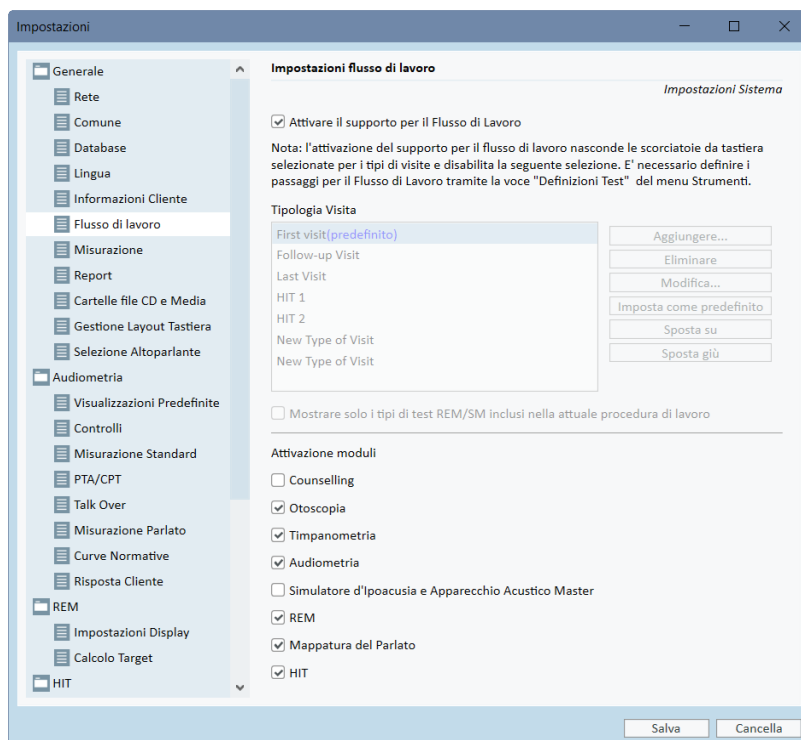 Impostazioni
Generale
Rete
Comune
Database
Lingua
Informazioni Cliente
Flusso di lavoro
Misurazione
Report
Cartelle file CD e Media
Gestione Layout Tastiera
Selezione Altoparlante
Audiometria
Visualizzazioni Predefinite
Controlli
Misurazione Standard
PTA/CPT
Talk Over
Misurazione Parlato
Curve Normative
Risposta Cliente
REM
Impostazioni Display
Calcolo Target
HIT
Impostazioni flusso di lavoro
Impostazioni Sistema
Attivare il supporto per il Flusso di Lavoro
Nota: l'attivazione del supporto per il flusso di lavoro nasconde le scorciatoie da tastiera
selezionate per i tipi di visite e disabilita la seguente selezione. E' necessario definire i
passaggi per il Flusso di Lavoro tramite la voce "Definizioni Test" del menu Strumenti.
Tipologia Visita
First visit(predefinito)
Follow-up Visit
Last Visit
HIT 1
HIT 2
New Type of Visit
New Type of Visit
Aggiungere...
Eliminare
Modifica...
Imposta come predefinito
Sposta su
Sposta giù
Mostrare solo i tipi di test REM/SM inclusi nella attuale procedura di lavoro
Attivazione moduli
Counselling
Otoscopia
Timpanometria
Audiometria
Simulatore d'Ipoacusia e Apparecchio Acustico Master
REM
Mappatura del Parlato
HIT
Salva
Cancella